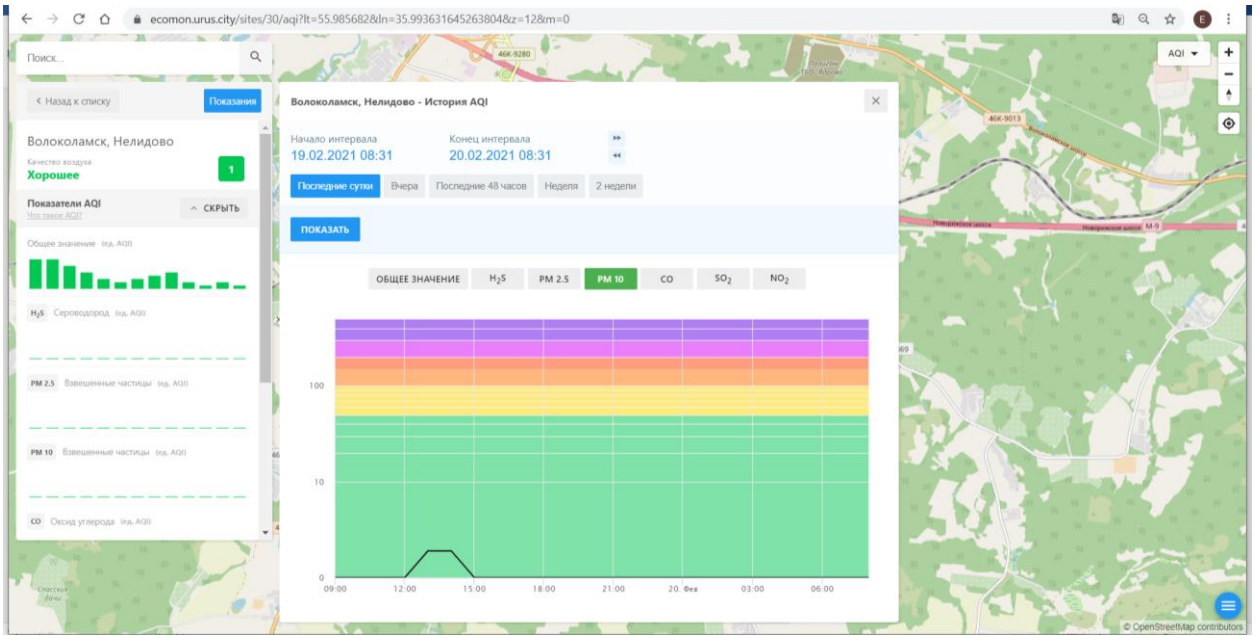 ecomon.urus.city/sites/30/aqi?lt=55.985682&ln=35.993631645263804&z=12&m=0
E
Поиск...
46К-9280
AQI
+
−
< Назад к списку
Показания
Волоколамск, Нелидово - История AQI
×
46К-9013
Волоколамск, Нелидово
Начало интервала
Конец интервала
Качество воздуха
19.02.2021 08:31
20.02.2021 08:31
Хорошее
1
Последние сутки
Вчера
Последние 48 часов
Неделя
2 недели
Показатели AQI
Что такое AQI?
СКРЫТЬ
ПОКАЗАТЬ
Новорижское шоссе
Новорижское шоссе
М-9
Общее значение (ед. AQI)
ОБЩЕЕ ЗНАЧЕНИЕ
H₂S
PM 2.5
PM 10
CO
SO₂
NO₂
H₂S Сероводород (ед. AQI)
PM 2.5 Взвешенные частицы (ед. AQI)
100
PM 10 Взвешенные частицы (ед. AQI)
10
CO Оксид углерода (ед. AQI)
0
09:00
12:00
15:00
18:00
21:00
20. Фев
03:00
06:00
© OpenStreetMap contributors